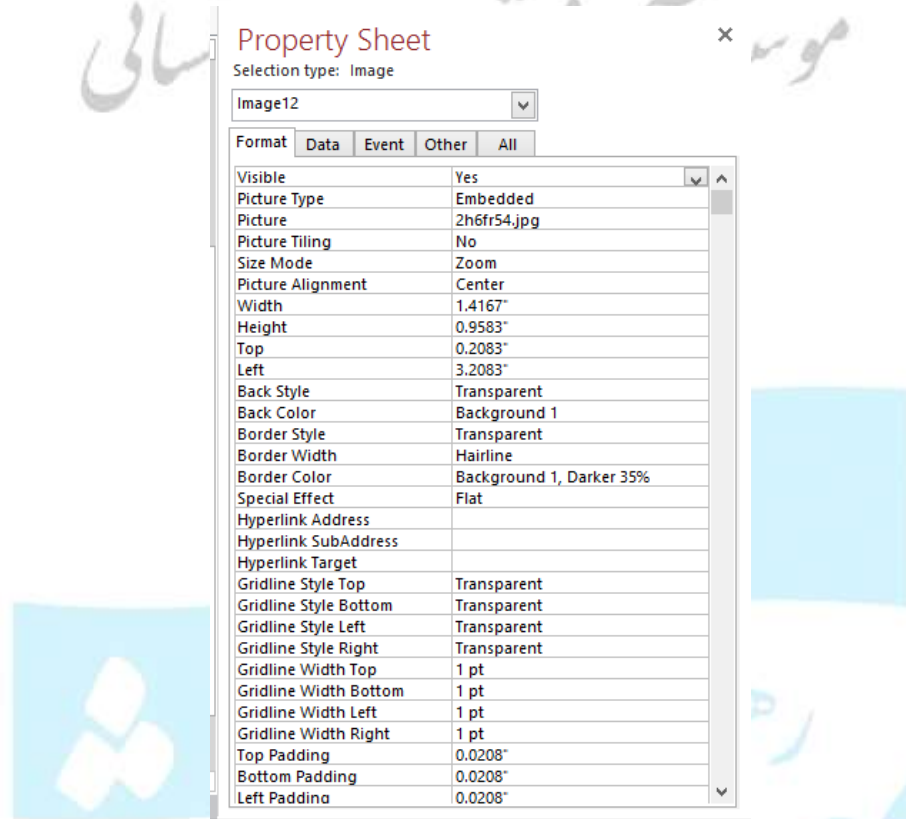 Property Sheet
Selection type: Image
Image12
Format Data Event Other All
Visible Yes
Picture Type Embedded
Picture 2h6fr54.jpg
Picture Tiling No
Size Mode Zoom
Picture Alignment Center
Width 1.4167"
Height 0.9583"
Top 0.2083"
Left 3.2083"
Back Style Transparent
Back Color Background 1
Border Style Transparent
Border Width Hairline
Border Color Background 1, Darker 35%
Special Effect Flat
Hyperlink Address
Hyperlink SubAddress
Hyperlink Target
Gridline Style Top Transparent
Gridline Style Bottom Transparent
Gridline Style Left Transparent
Gridline Style Right Transparent
Gridline Width Top 1 pt
Gridline Width Bottom 1 pt
Gridline Width Left 1 pt
Gridline Width Right 1 pt
Top Padding 0.0208"
Bottom Padding 0.0208"
Left Padding 0.0208"